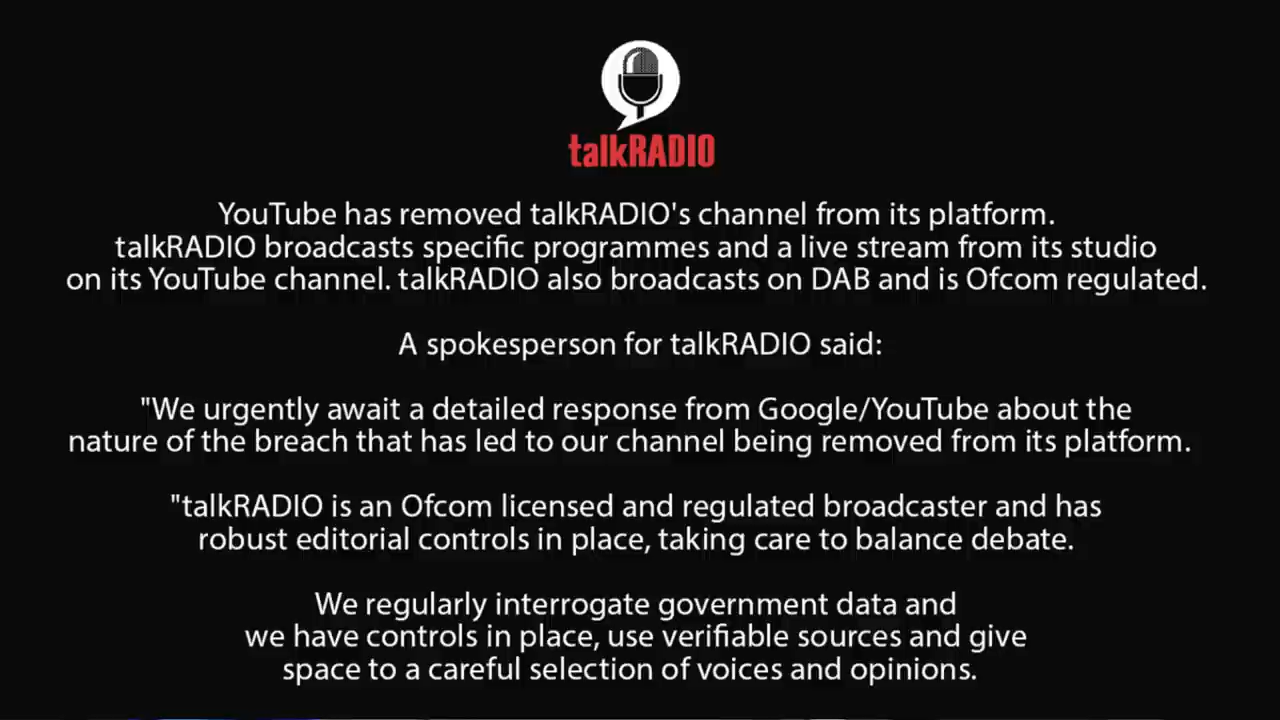 talkRADIO
YouTube has removed talkRADIO's channel from its platform.
talkRADIO broadcasts specific programmes and a live stream from its studio
on its YouTube channel. talkRADIO also broadcasts on DAB and is Ofcom regulated.
A spokesperson for talkRADIO said:
"We urgently await a detailed response from Google/YouTube about the
nature of the breach that has led to our channel being removed from its platform.
"talkRADIO is an Ofcom licensed and regulated broadcaster and has
robust editorial controls in place, taking care to balance debate.
We regularly interrogate government data and
we have controls in place, use verifiable sources and give
space to a careful selection of voices and opinions.